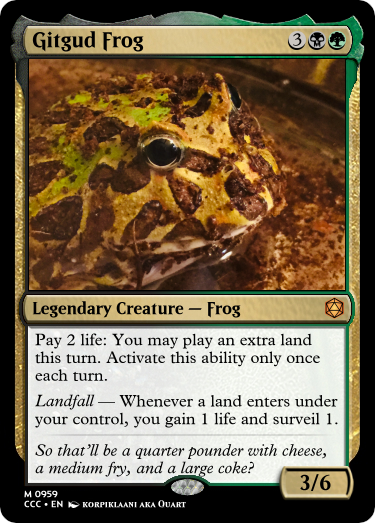 Gitgud Frog 3
Legendary Creature — Frog
Pay 2 life: You may play an extra land
this turn. Activate this ability only once
each turn.
Landfall — Whenever a land enters under
your control, you gain 1 life and surveil 1.
So that'll be a quarter pounder with cheese,
a medium fry, and a large coke?
3/6
M 0959
CCC • EN KORPIKLAANI AKA OUART